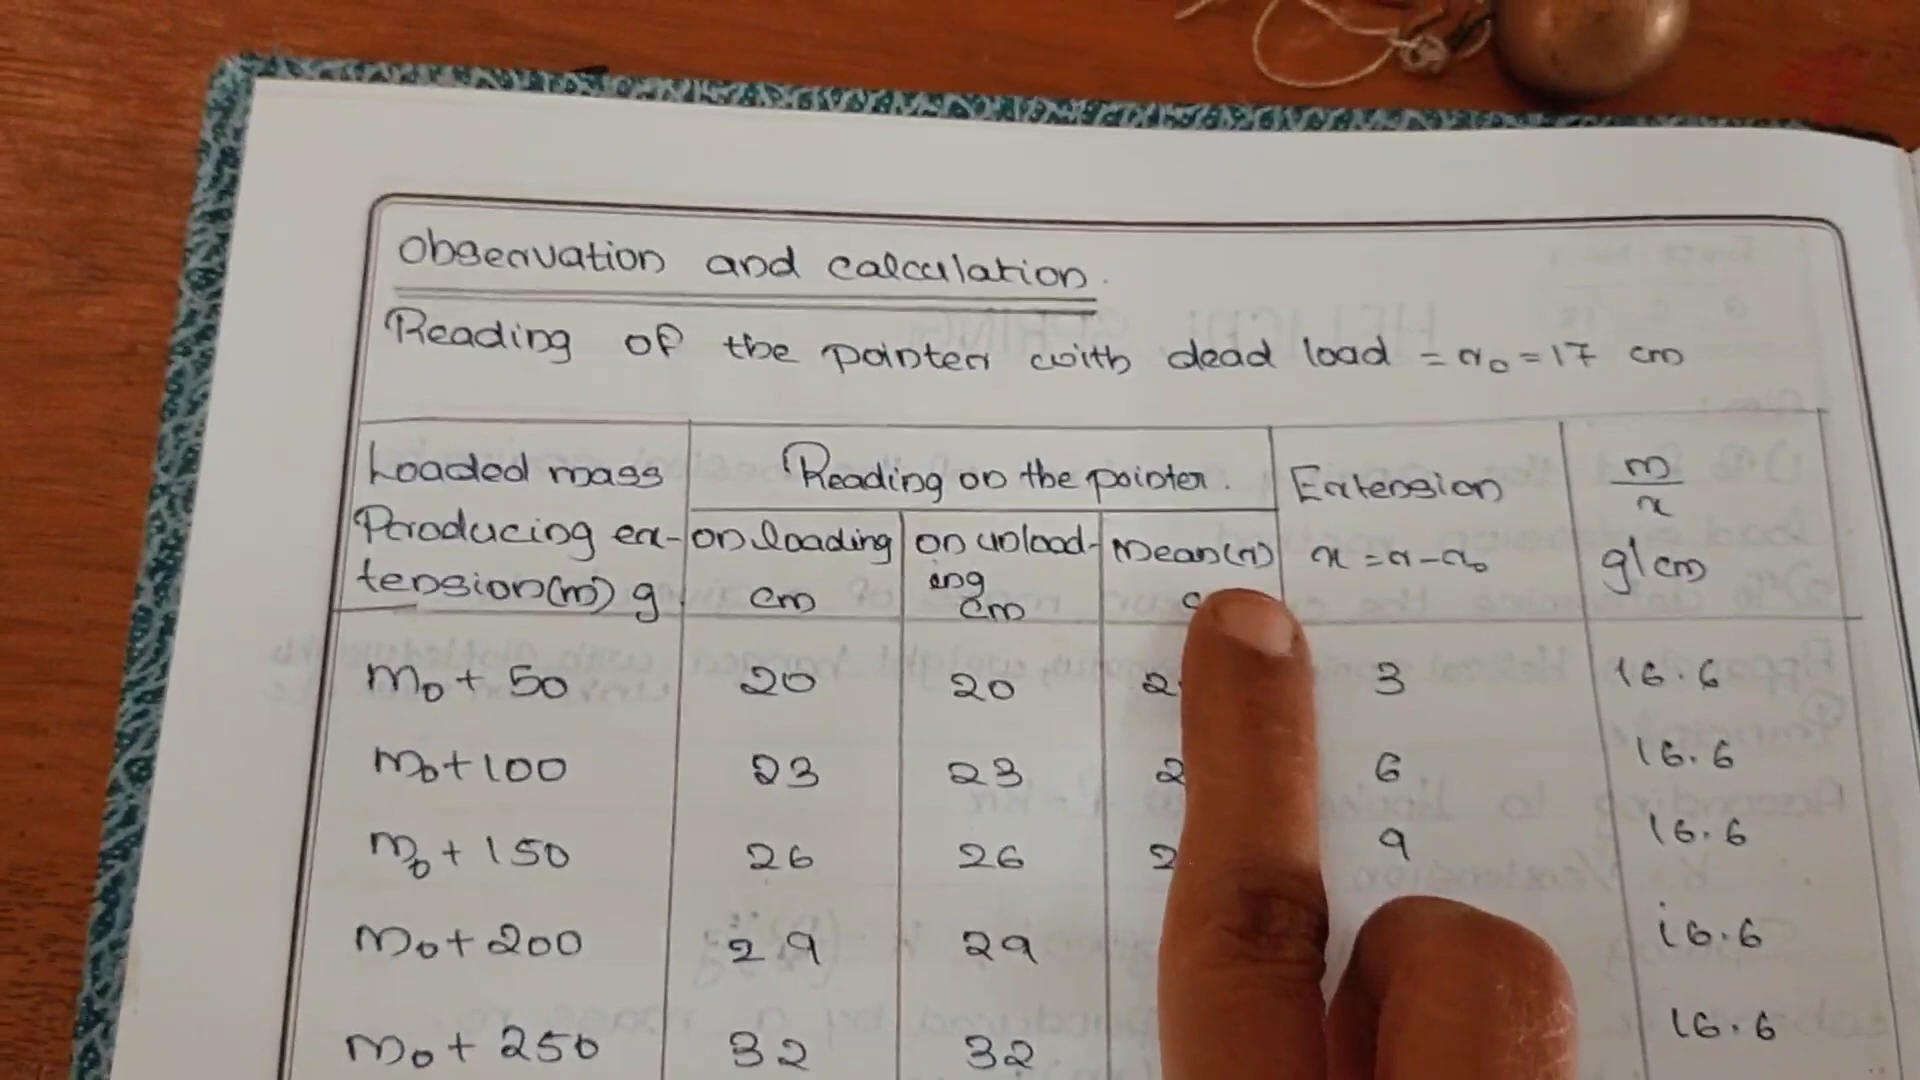 Observation and calculation.
Reading of the pointer with dead load = r₀ = 17 cm
Loaded mass Producing ex-tension(m) g
Reading on the pointer.
on loading cm
on unload-ing cm
Mean(r)
Extension x = r - r₀
m/x g/cm
m₀ + 50 20 20 3 16.6
m₀ + 100 23 23 6 16.6
m₀ + 150 26 26 9 16.6
m₀ + 200 29 29 16.6
m₀ + 250 32 32 16.6